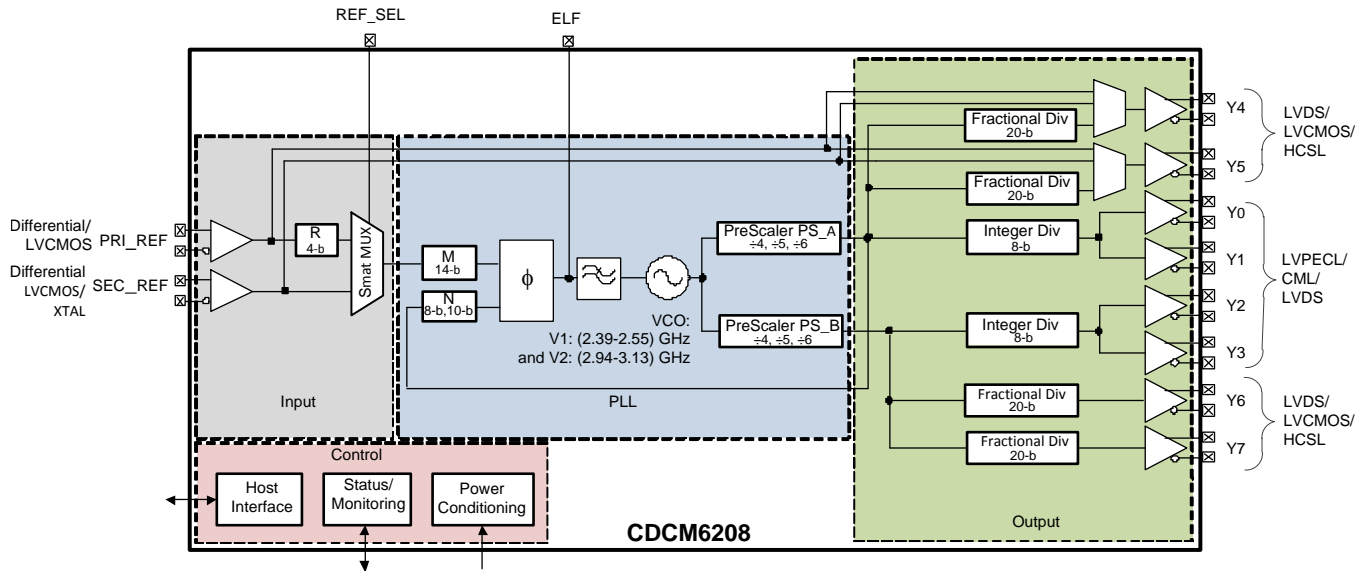 REF_SEL
ELF
Differential/
LVCMOS
PRI_REF
Differential
LVCMOS/
XTAL
SEC_REF
R
4-b
Smat MUX
Input
M
14-b
N
8-b,10-b
ϕ
VCO:
V1: (2.39-2.55) GHz
and V2: (2.94-3.13) GHz
PreScaler PS_A
÷4, ÷5, ÷6
PreScaler PS_B
÷4, ÷5, ÷6
PLL
Fractional Div
20-b
Fractional Div
20-b
Integer Div
8-b
Integer Div
8-b
Fractional Div
20-b
Fractional Div
20-b
Output
Y4
Y5
LVDS/
LVCMOS/
HCSL
Y0
Y1
Y2
Y3
LVPECL/
CML/
LVDS
Y6
Y7
LVDS/
LVCMOS/
HCSL
Control
Host
Interface
Status/
Monitoring
Power
Conditioning
CDCM6208